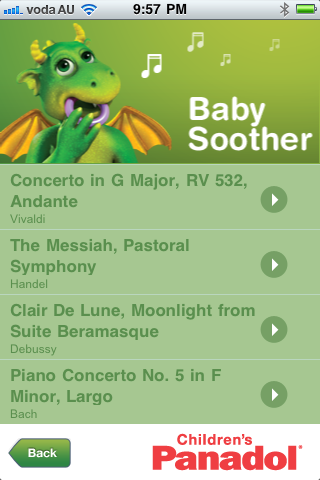 voda AU 9:57 PM
Baby
Soother
Concerto in G Major, RV 532,
Andante
Vivaldi
The Messiah, Pastoral
Symphony
Handel
Clair De Lune, Moonlight from
Suite Beramasque
Debussy
Piano Concerto No. 5 in F
Minor, Largo
Bach
Back
Children's
Panadol®